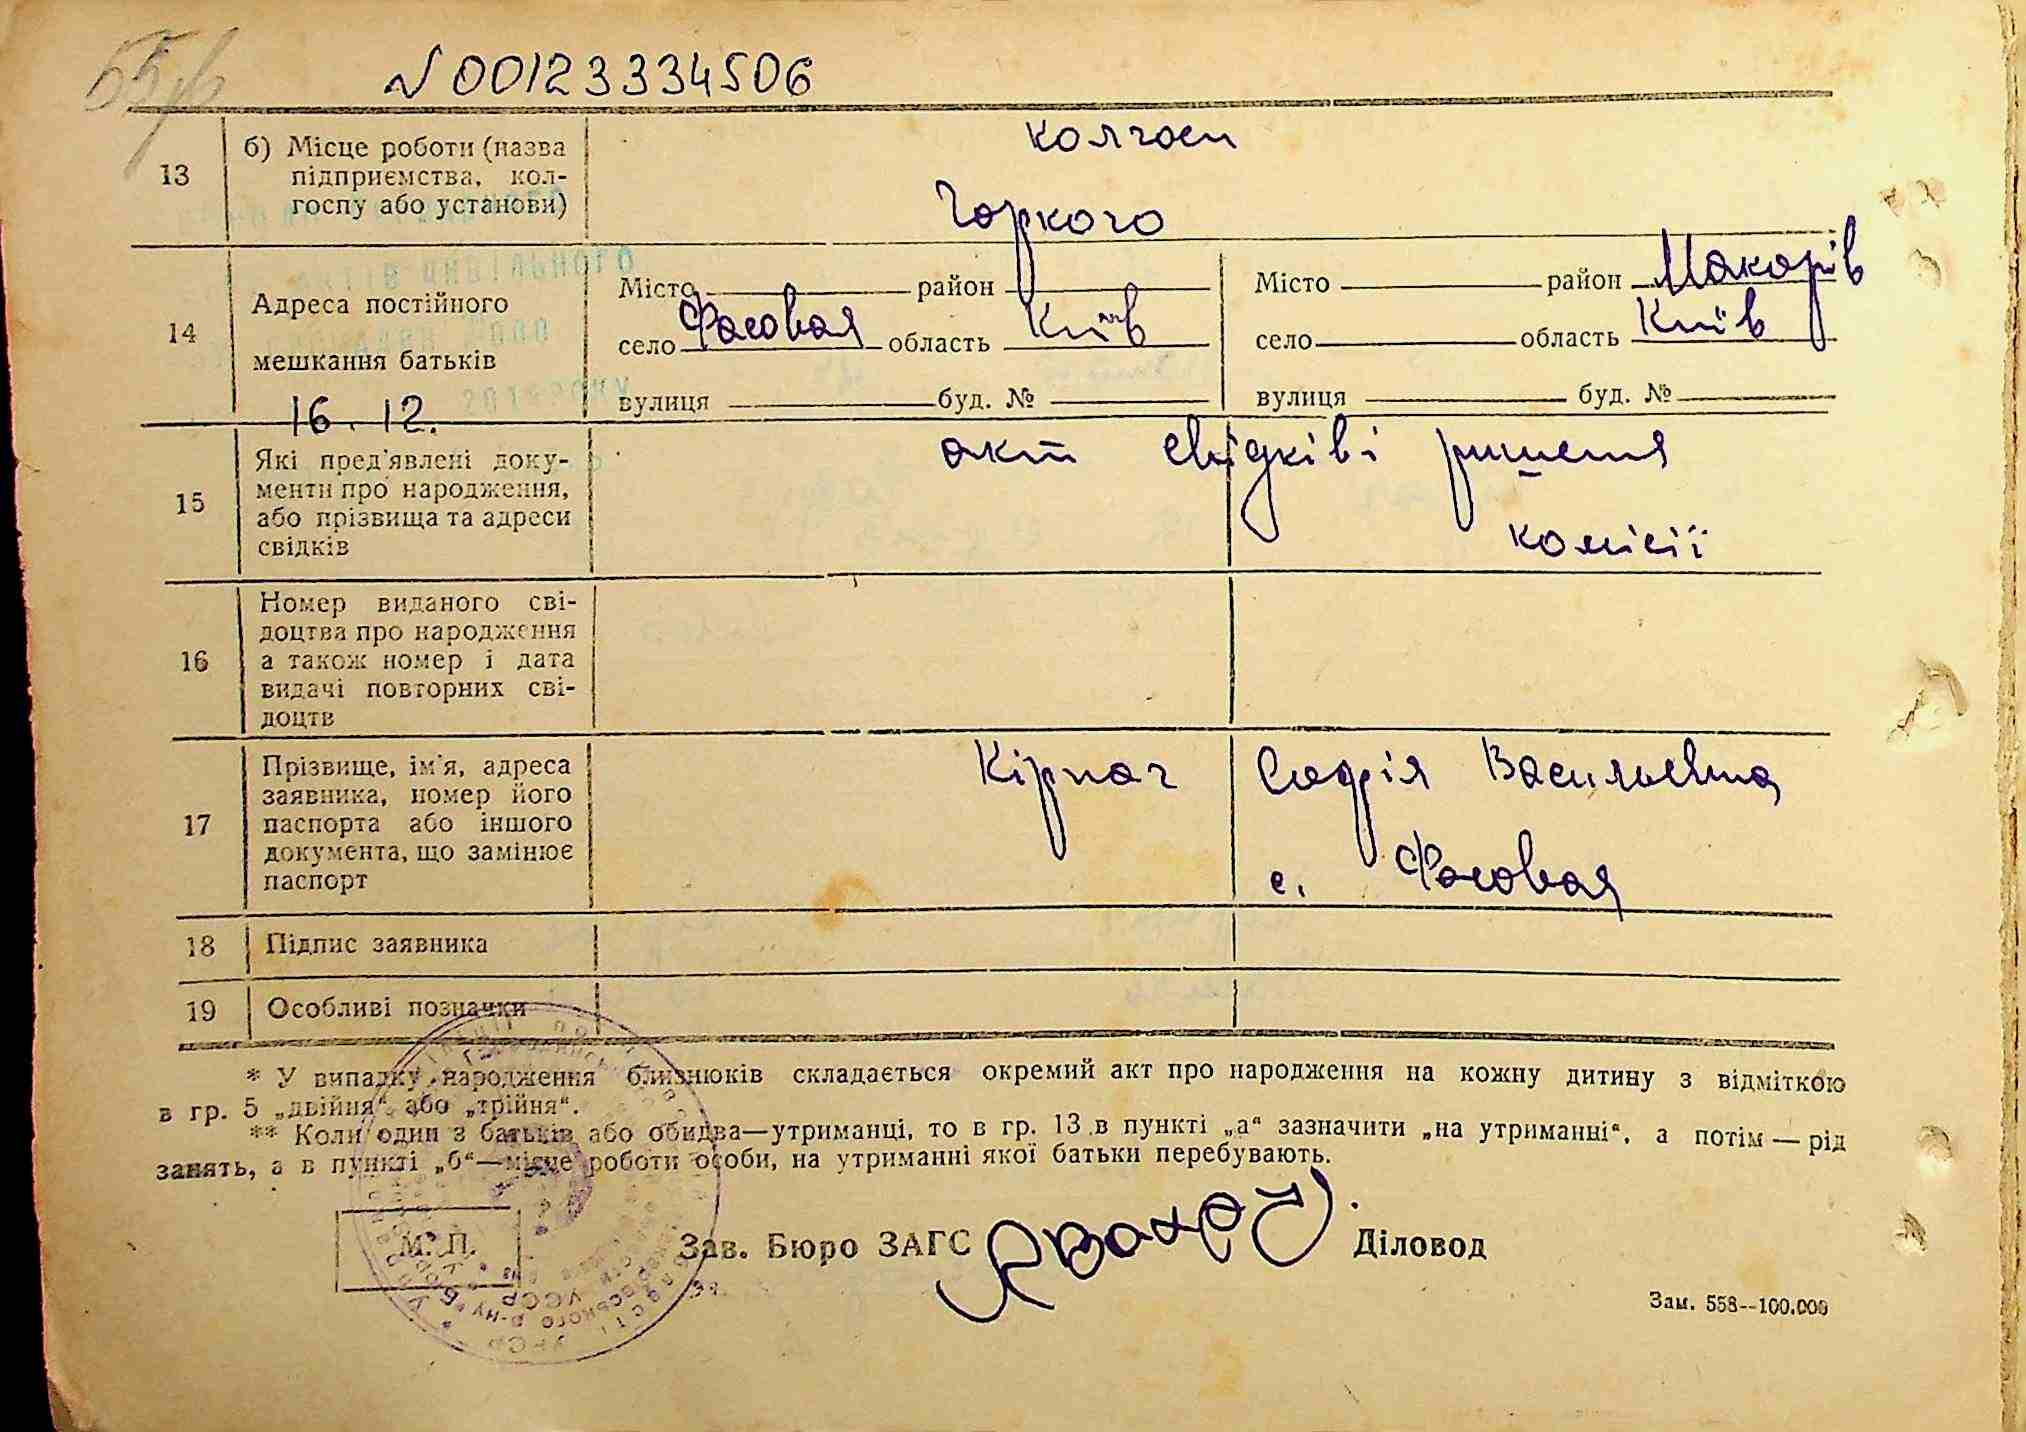 N 00123334506
13
б) Місце роботи (назва
підприємства, кол-
госпу або установи)
колгосп
Горкого
14
Адреса постійного
мешкання батьків
Місто район
село Фасовая область Київ
вулиця буд. №
Місто район Макарів
село область Київ
вулиця буд. №
16. 12.
15
Які пред'явлені доку-
менти про народження,
або прізвища та адреси
свідків
акт свідків і ришення
комісії
16
Номер виданого сві-
доцтва про народження
а також номер і дата
видачі повторних сві-
доцтв
17
Прізвище, ім'я, адреса
заявника, номер його
паспорта або іншого
документа, що замінює
паспорт
Кірпач Софія Васильевна
с. Фасовая
18 Підпис заявника
19 Особливі позначки
* У випадку народження близнюків складається окремий акт про народження на кожну дитину з відміткою
в гр. 5 „двійня“ або „трійня“.
** Коли один з батьків або обидва—утриманці, то в гр. 13 в пункті „а“ зазначити „на утриманні“, а потім — рід
занять, а в пункті „б“—місце роботи особи, на утриманні якої батьки перебувають.
М. П.
Зав. Бюро ЗАГС Діловод
Зам. 558--100.000